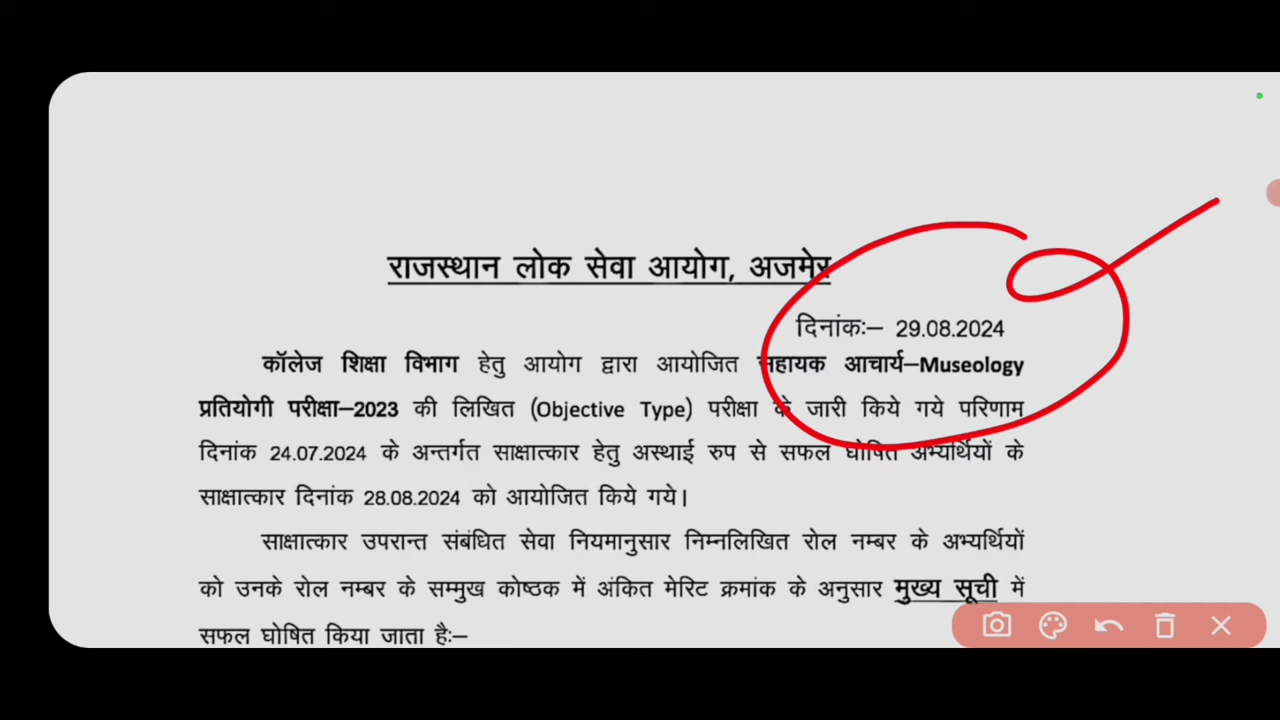 राजस्थान लोक सेवा आयोग, अजमेर
दिनांकः– 29.08.2024
कॉलेज शिक्षा विभाग हेतु आयोग द्वारा आयोजित सहायक आचार्य–Museology
प्रतियोगी परीक्षा–2023 की लिखित (Objective Type) परीक्षा के जारी किये गये परिणाम
दिनांक 24.07.2024 के अन्तर्गत साक्षात्कार हेतु अस्थाई रुप से सफल घोषित अभ्यर्थियों के
साक्षात्कार दिनांक 28.08.2024 को आयोजित किये गये।
साक्षात्कार उपरान्त संबंधित सेवा नियमानुसार निम्नलिखित रोल नम्बर के अभ्यर्थियों
को उनके रोल नम्बर के सम्मुख कोष्ठक में अंकित मेरिट क्रमांक के अनुसार मुख्य सूची में
सफल घोषित किया जाता है:–